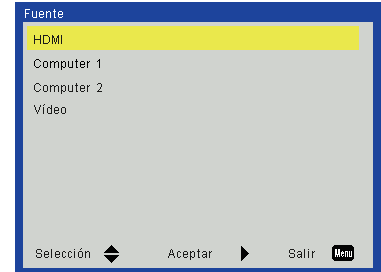 Fuente
HDMI
Computer 1
Computer 2
Vídeo
Selección Aceptar Salir Menu